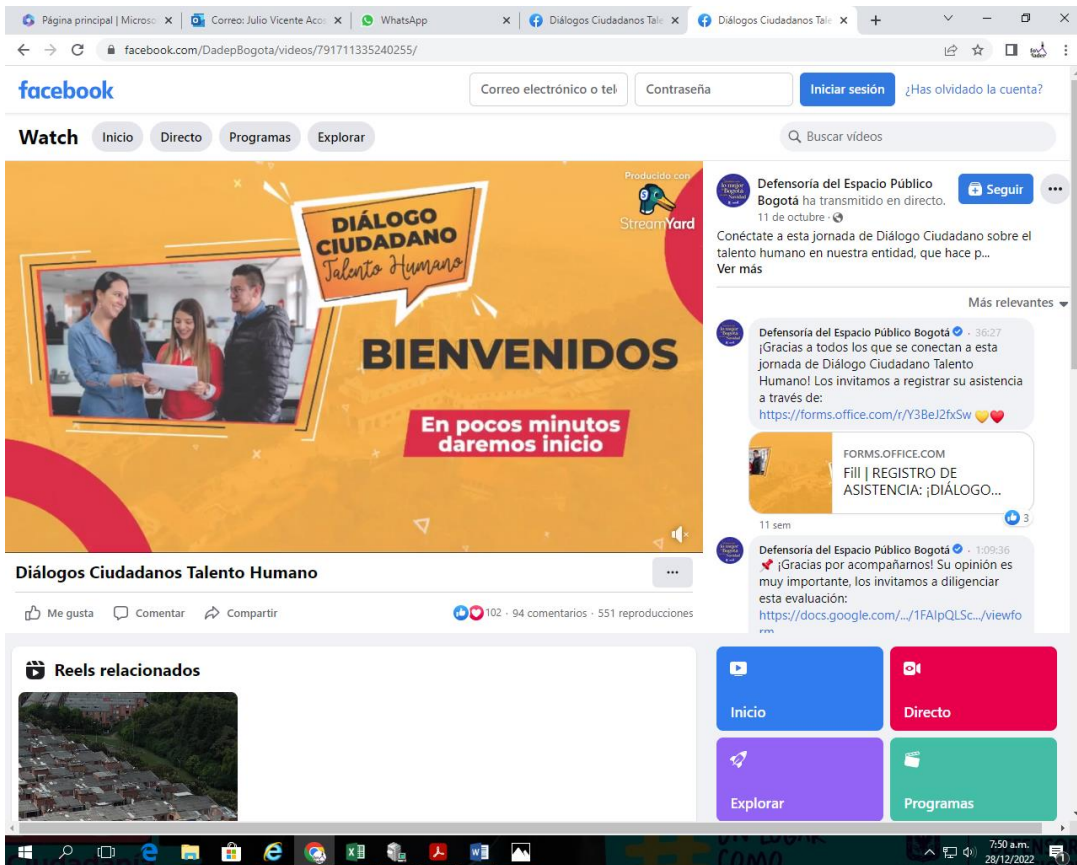 Página principal | Microso
Correo: Julio Vicente Acos
WhatsApp
Diálogos Ciudadanos Tale
Diálogos Ciudadanos Tale
facebook.com/DadepBogota/videos/791711335240255/
facebook
Correo electrónico o tel
Contraseña
Iniciar sesión
¿Has olvidado la cuenta?
Watch
Inicio
Directo
Programas
Explorar
Buscar vídeos
Producido con
StreamYard
DIÁLOGO
CIUDADANO
Talento Humano
BIENVENIDOS
En pocos minutos
daremos inicio
Defensoría del Espacio Público
Bogotá ha transmitido en directo.
11 de octubre ·
Seguir
Conéctate a esta jornada de Diálogo Ciudadano sobre el
talento humano en nuestra entidad, que hace p...
Ver más
Más relevantes
Defensoría del Espacio Público Bogotá · 36:27
¡Gracias a todos los que se conectan a esta
jornada de Diálogo Ciudadano Talento
Humano! Los invitamos a registrar su asistencia
a través de:
https://forms.office.com/r/Y3BeJ2fxSw
FORMS.OFFICE.COM
Fill | REGISTRO DE
ASISTENCIA: ¡DIÁLOGO...
11 sem
3
Defensoría del Espacio Público Bogotá · 1:09:36
¡Gracias por acompañarnos! Su opinión es
muy importante, los invitamos a diligenciar
esta evaluación:
https://docs.google.com/.../1FAIpQLSc.../viewfo
rm
Diálogos Ciudadanos Talento Humano
Me gusta
Comentar
Compartir
102 · 94 comentarios · 551 reproducciones
Reels relacionados
Inicio
Directo
Explorar
Programas
7:50 a.m.
28/12/2022